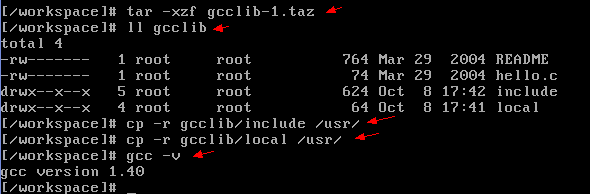 [/workspace]# tar -xzf gcclib-1.taz
[/workspace]# ll gcclib
total 4
-rw------- 1 root root 764 Mar 29 2004 README
-rw------- 1 root root 74 Mar 29 2004 hello.c
drwx--x--x 5 root root 624 Oct 8 17:42 include
drwx--x--x 4 root root 64 Oct 8 17:41 local
[/workspace]# cp -r gcclib/include /usr/
[/workspace]# cp -r gcclib/local /usr/
[/workspace]# gcc -v
gcc version 1.40
[/workspace]# _